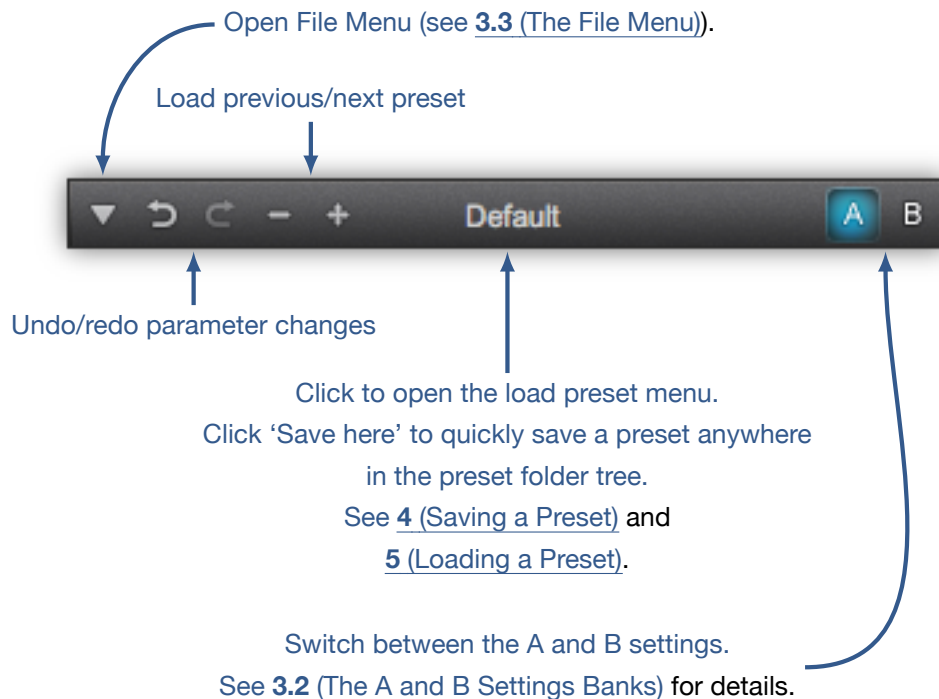 Open File Menu (see 3.3 (The File Menu)).
Load previous/next preset
Default
A B
Undo/redo parameter changes
Click to open the load preset menu.
Click ‘Save here’ to quickly save a preset anywhere
in the preset folder tree.
See 4 (Saving a Preset) and
5 (Loading a Preset).
Switch between the A and B settings.
See 3.2 (The A and B Settings Banks) for details.